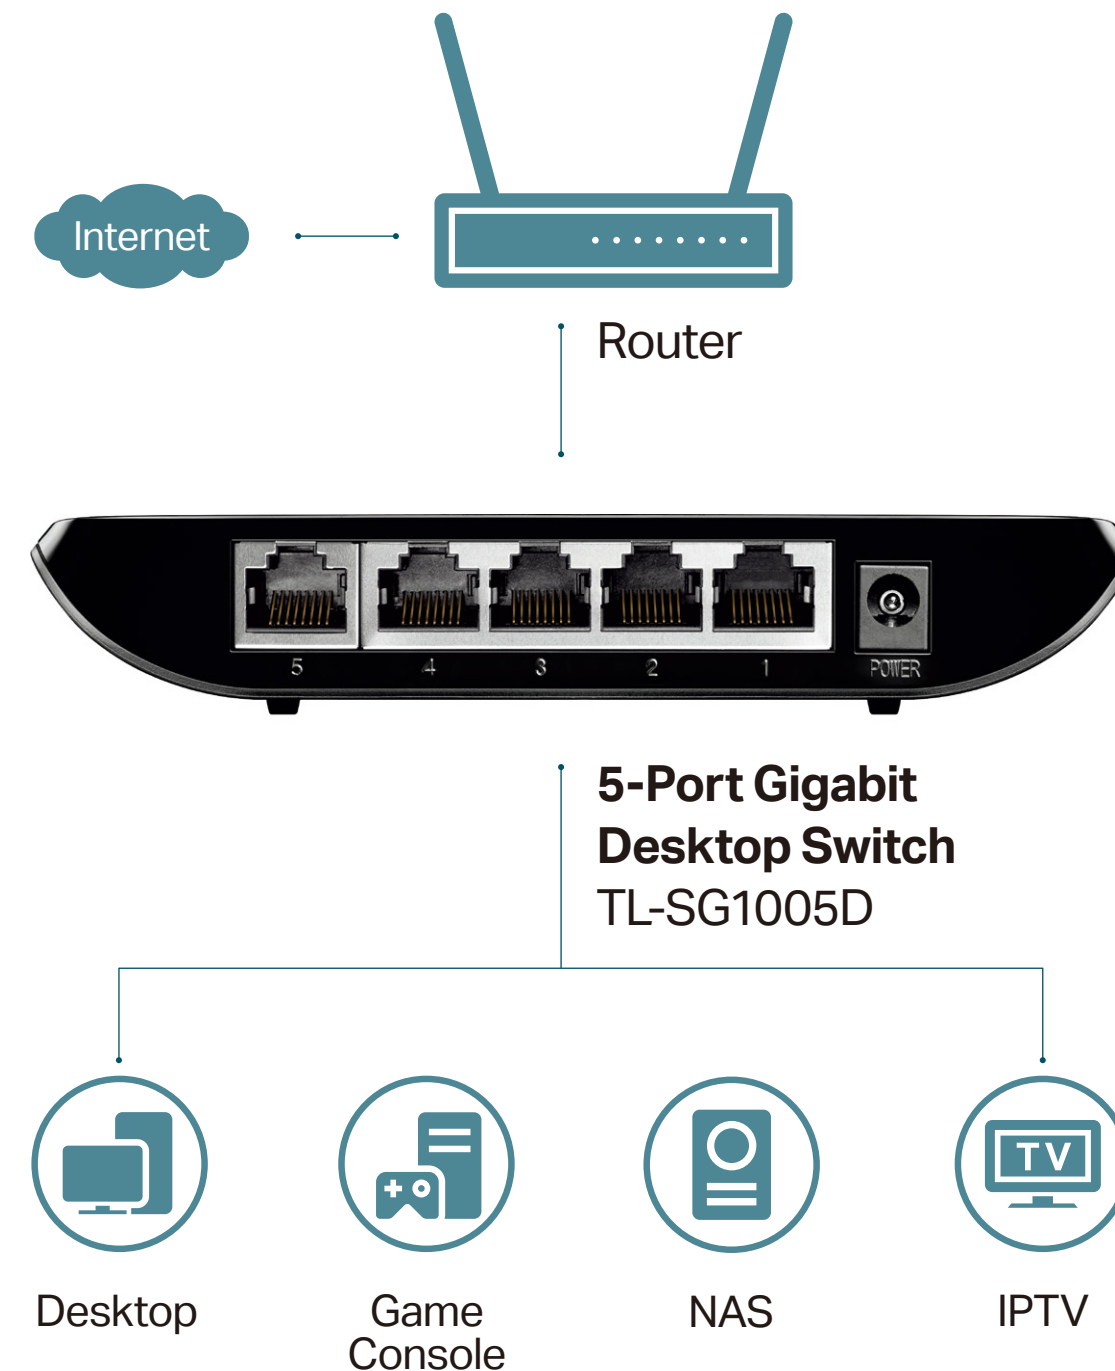 Internet
Router
5 4 3 2 1 POWER
5-Port Gigabit
Desktop Switch
TL-SG1005D
TV
Desktop
Game
Console
NAS
IPTV